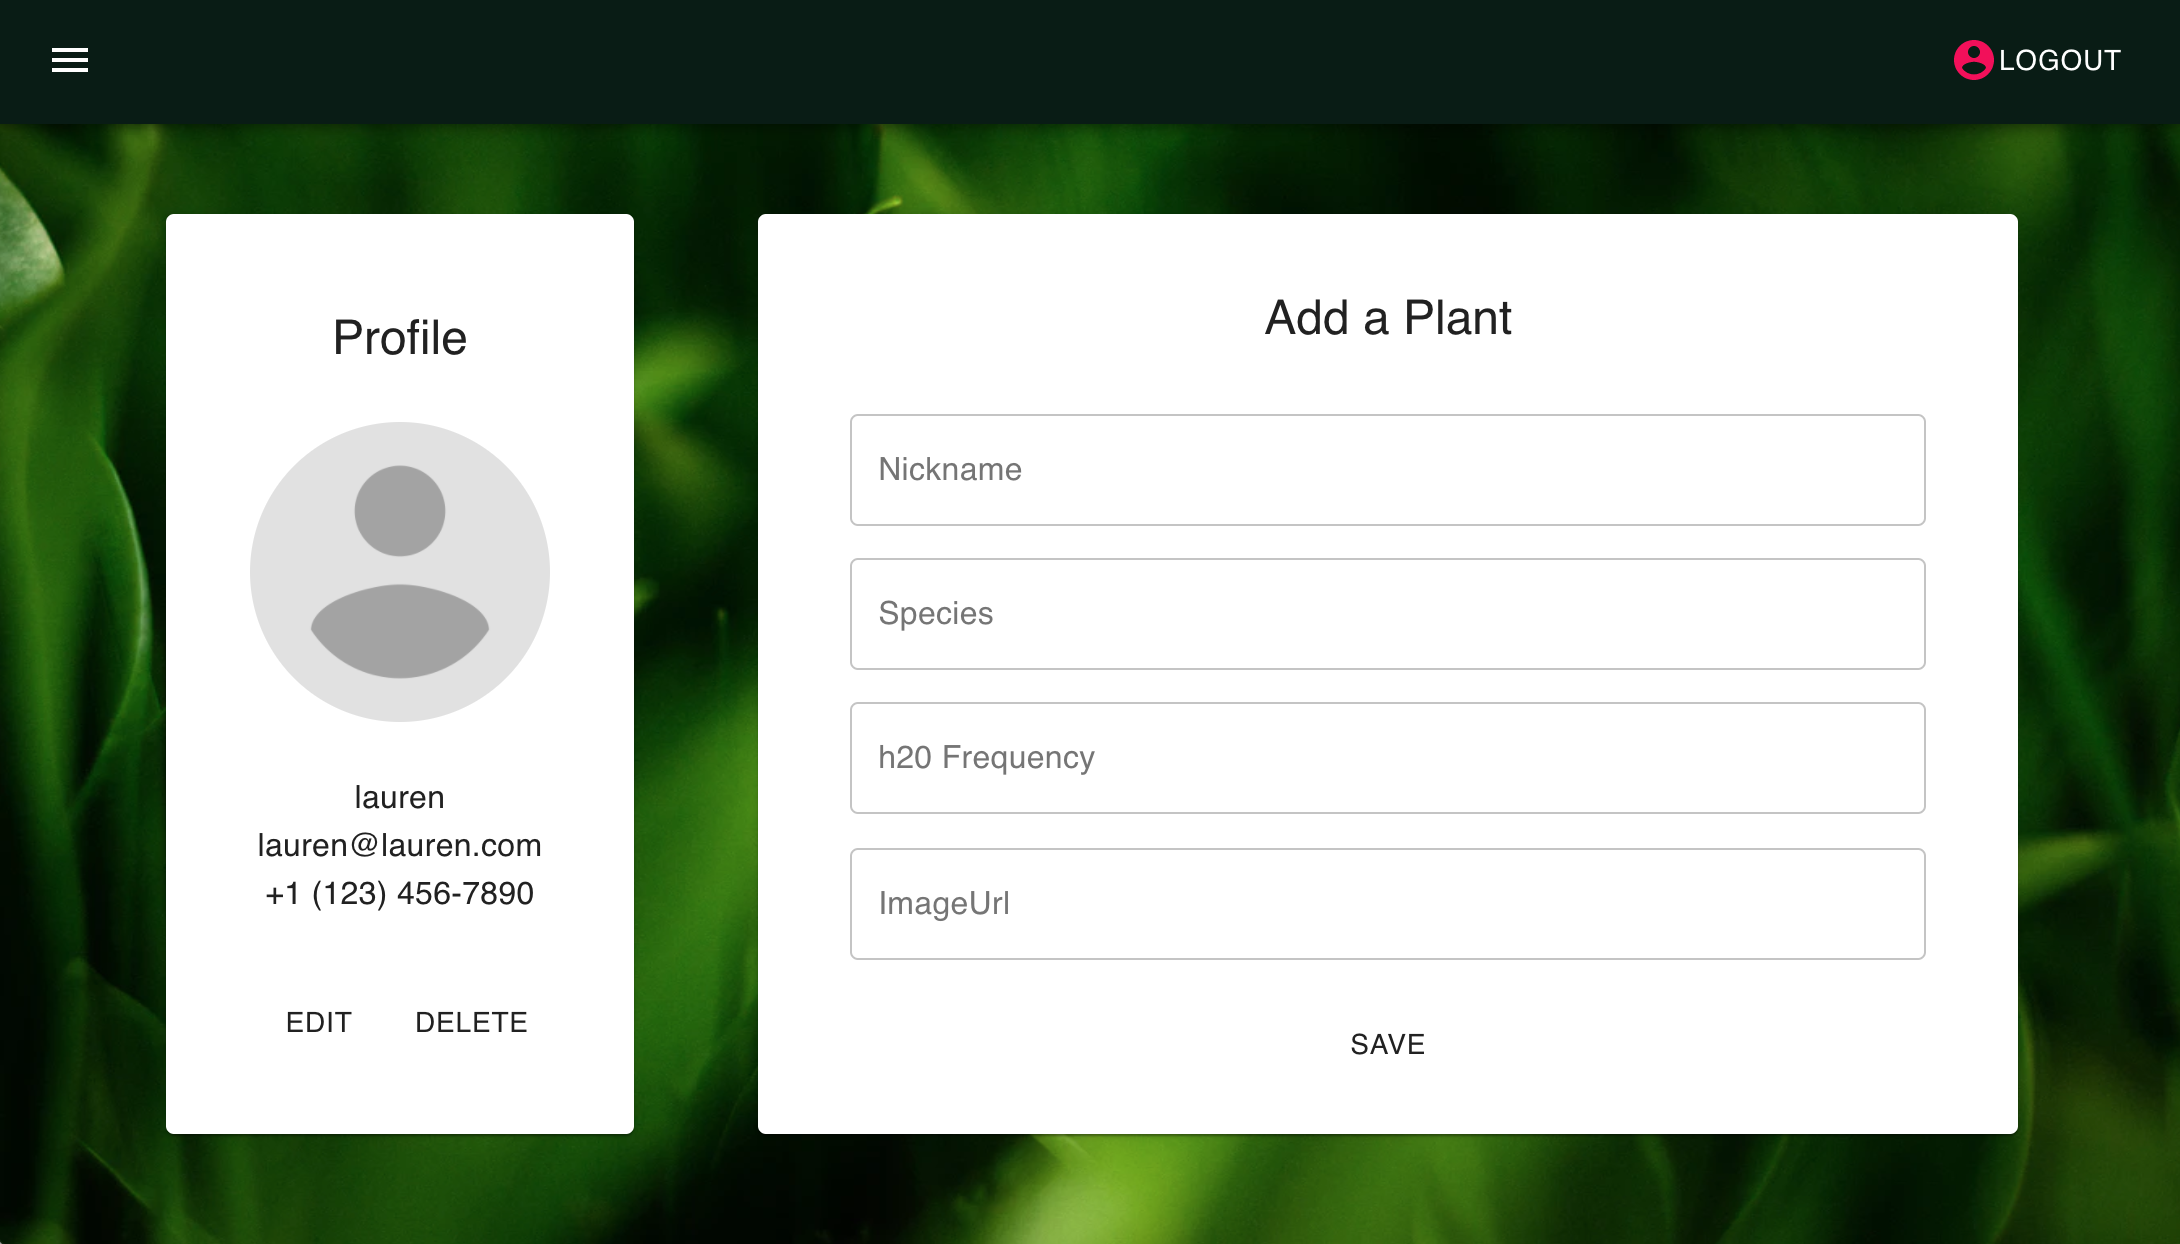 LOGOUT
Profile
lauren
lauren@lauren.com
+1 (123) 456-7890
EDIT DELETE
Add a Plant
Nickname
Species
h20 Frequency
ImageUrl
SAVE